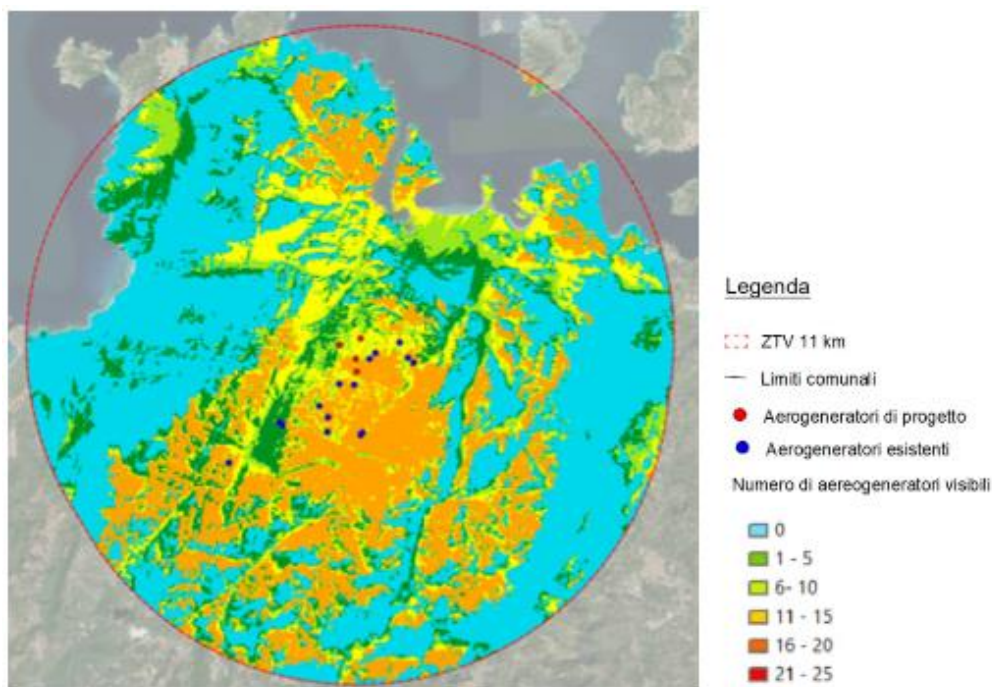 Legenda
ZTV 11 km
Limiti comunali
Aerogeneratori di progetto
Aerogeneratori esistenti
Numero di aereogeneratori visibili
0
1 - 5
6- 10
11 - 15
16 - 20
21 - 25